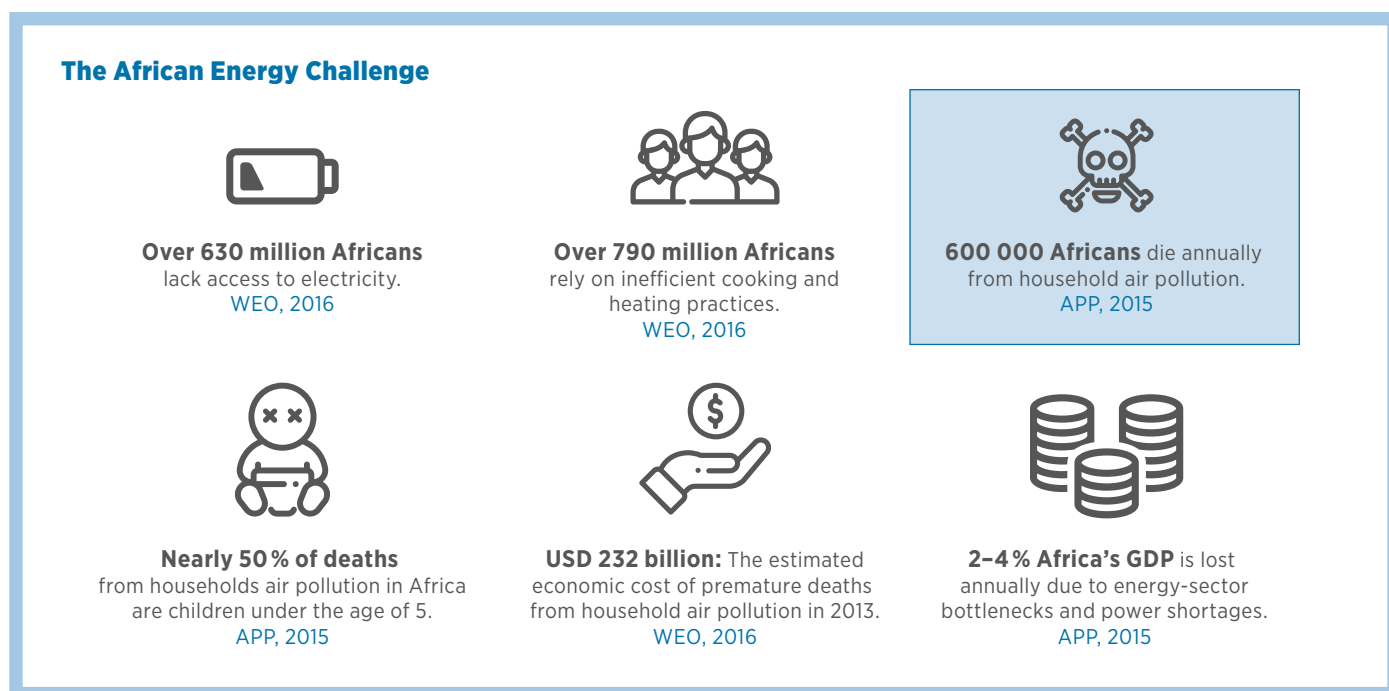 The African Energy Challenge
Over 630 million Africans
lack access to electricity.
WEO, 2016
Over 790 million Africans
rely on inefficient cooking and
heating practices.
WEO, 2016
600 000 Africans die annually
from household air pollution.
APP, 2015
Nearly 50 % of deaths
from households air pollution in Africa
are children under the age of 5.
APP, 2015
$
USD 232 billion: The estimated
economic cost of premature deaths
from household air pollution in 2013.
WEO, 2016
2–4 % Africa's GDP is lost
annually due to energy-sector
bottlenecks and power shortages.
APP, 2015